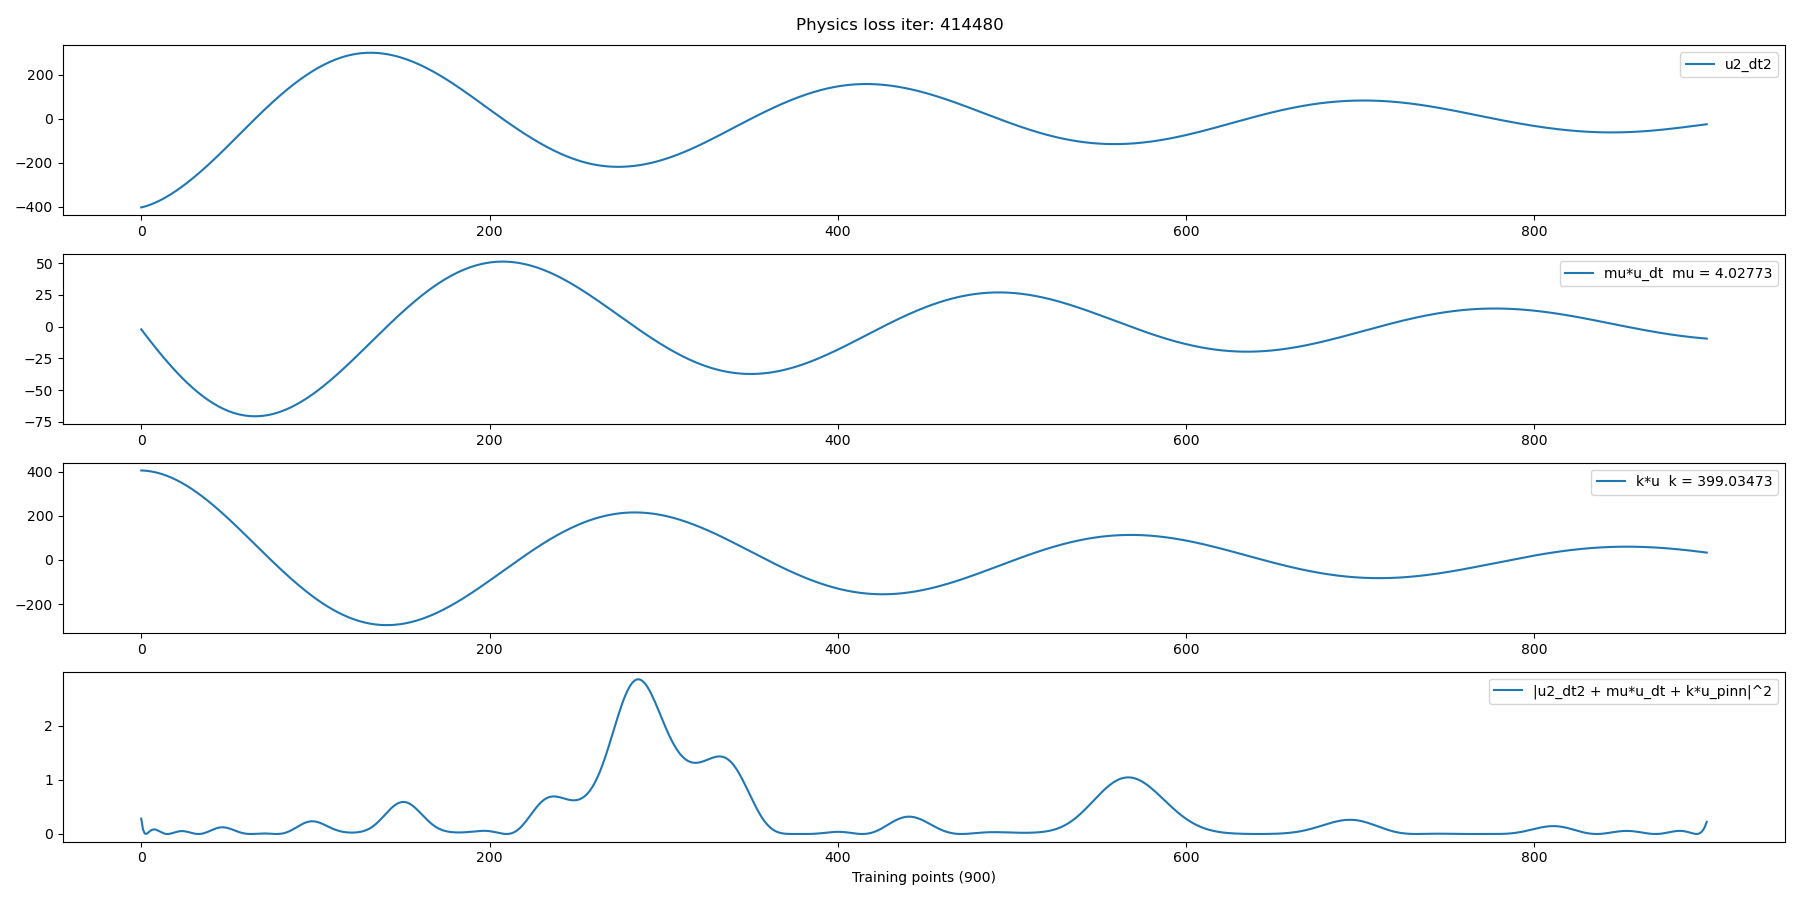 Physics loss iter: 414480
200
0
−200
−400
u2_dt2
0 200 400 600 800
50
25
0
−25
−50
−75
mu*u_dt mu = 4.02773
0 200 400 600 800
400
200
0
−200
k*u k = 399.03473
0 200 400 600 800
2
1
0
|u2_dt2 + mu*u_dt + k*u_pinn|^2
0 200 400 600 800
Training points (900)